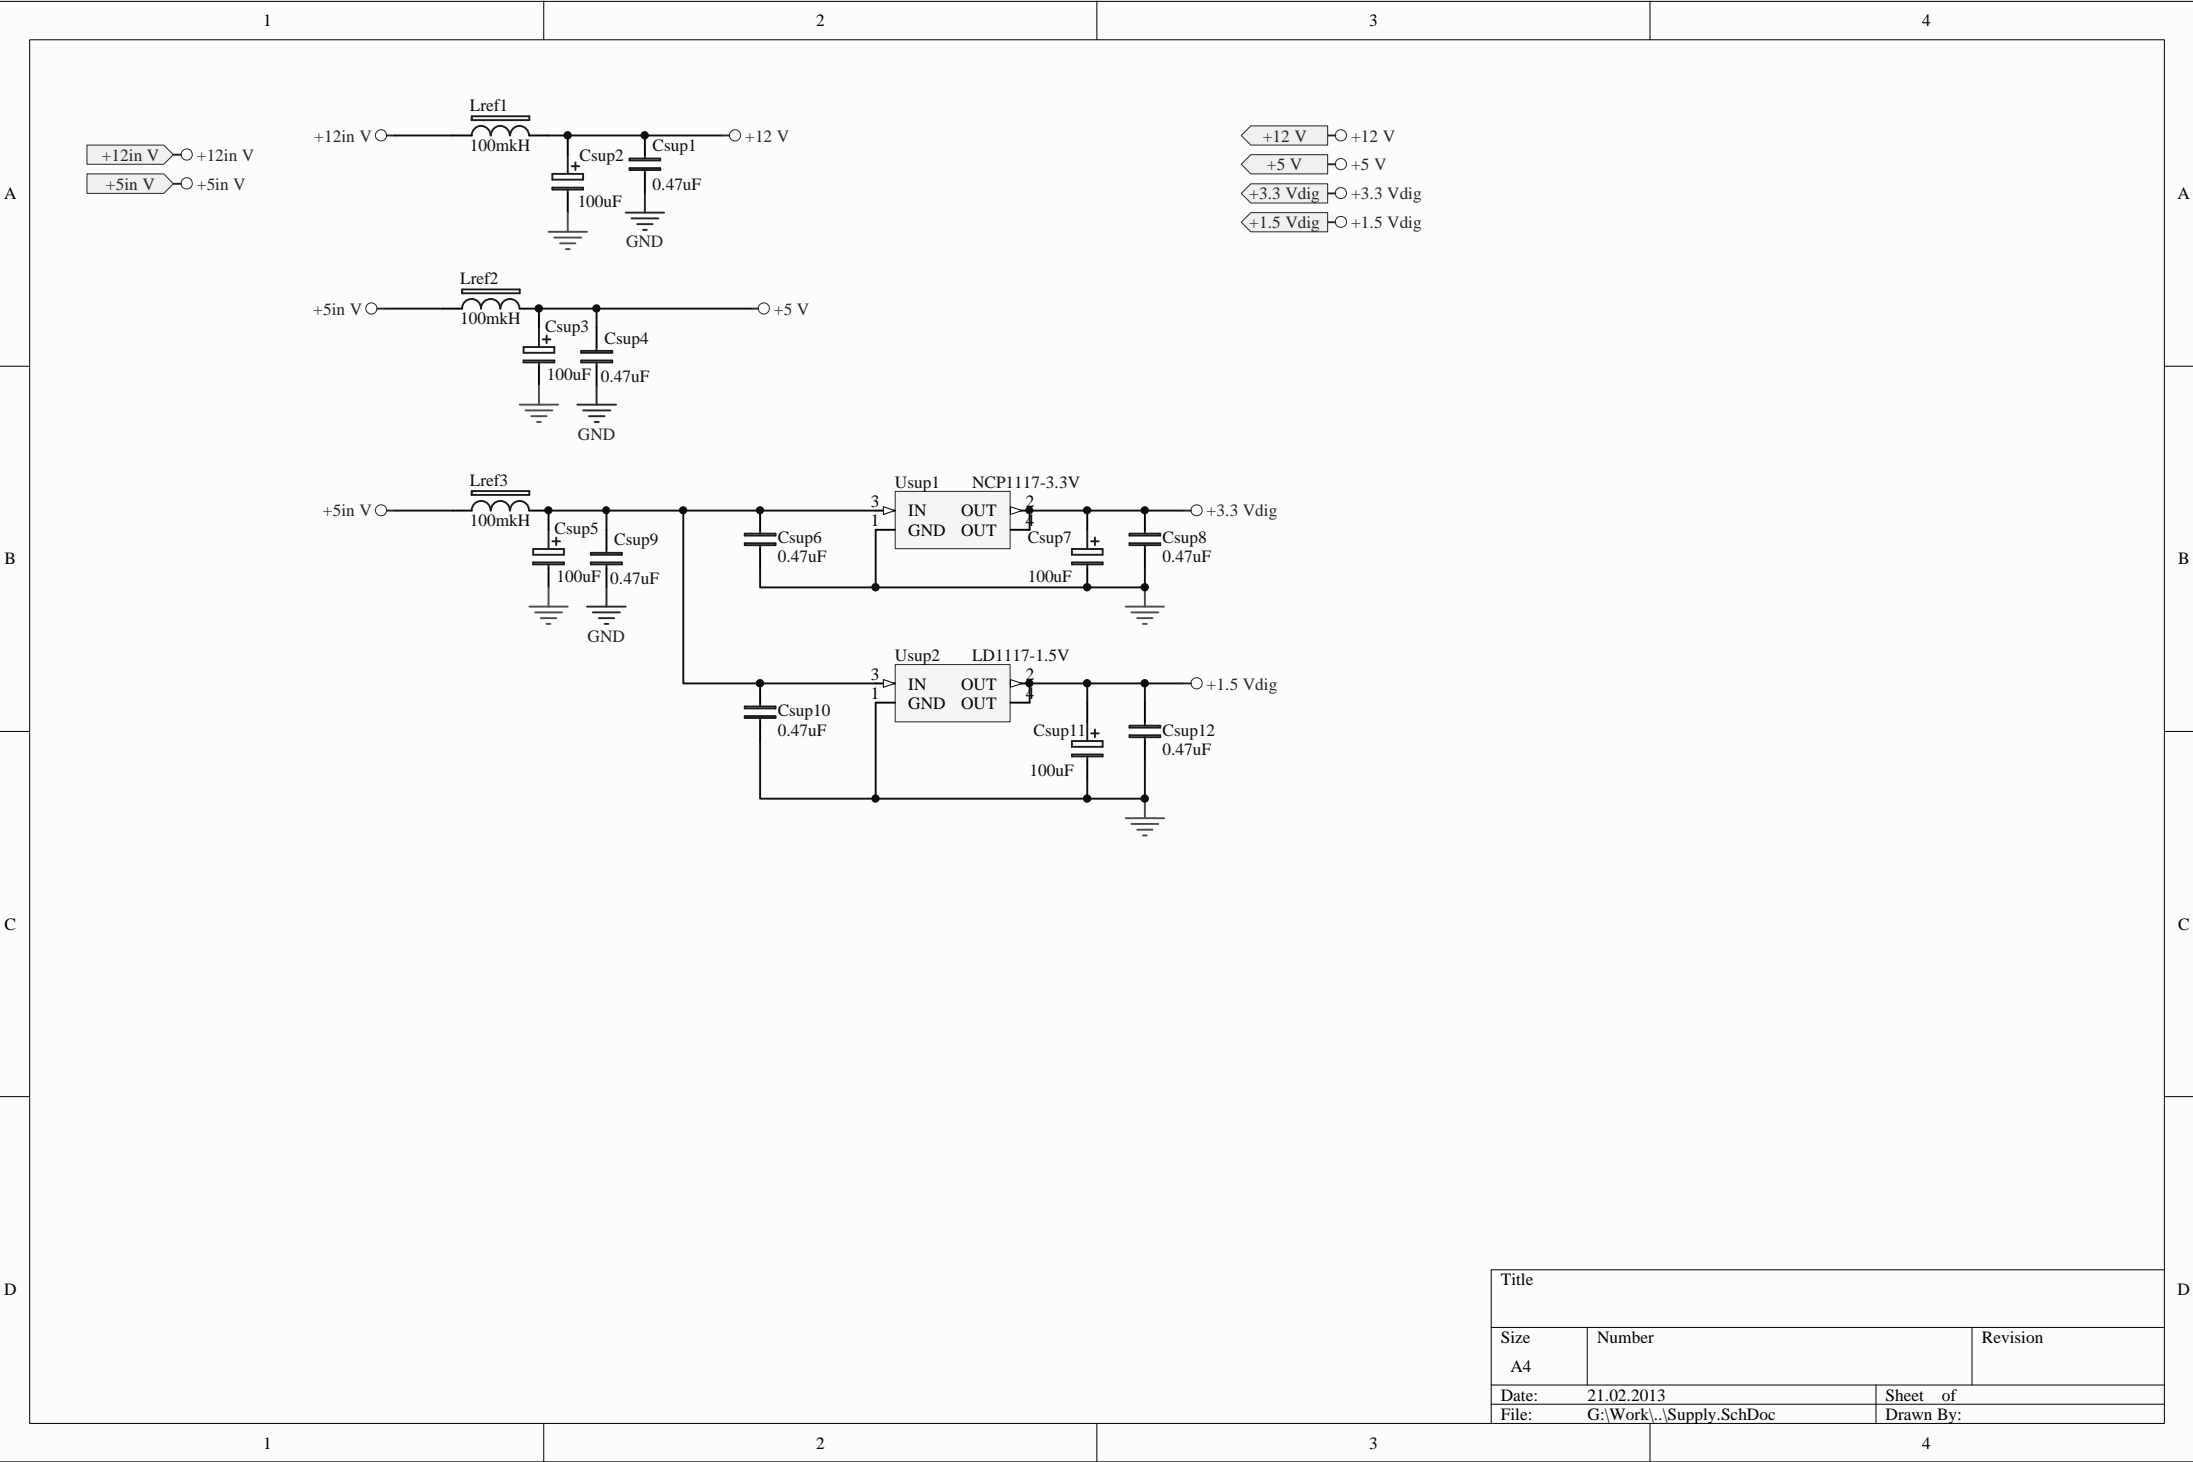 1 2 3 4
Lref1
+12in V 100mkH +12 V
Csup2 Csup1
100uF 0.47uF
GND
+12in V +12in V
+5in V +5in V
+12 V +12 V
+5 V +5 V
+3.3 Vdig +3.3 Vdig
+1.5 Vdig +1.5 Vdig
A A
Lref2
+5in V 100mkH +5 V
Csup3 Csup4
100uF 0.47uF
GND
Lref3
+5in V 100mkH
Csup5 Csup9
100uF 0.47uF
GND
Csup6
0.47uF
Usup1 NCP1117-3.3V
3 IN OUT 2
1 GND OUT 4
+3.3 Vdig
Csup7 Csup8
100uF 0.47uF
B B
Usup2 LD1117-1.5V
3 IN OUT 2
1 GND OUT 4
+1.5 Vdig
Csup10
0.47uF
Csup11 Csup12
100uF 0.47uF
C C
D D
Title
Size Number Revision
A4
Date: 21.02.2013 Sheet of
File: G:\Work\..\Supply.SchDoc Drawn By:
1 2 3 4